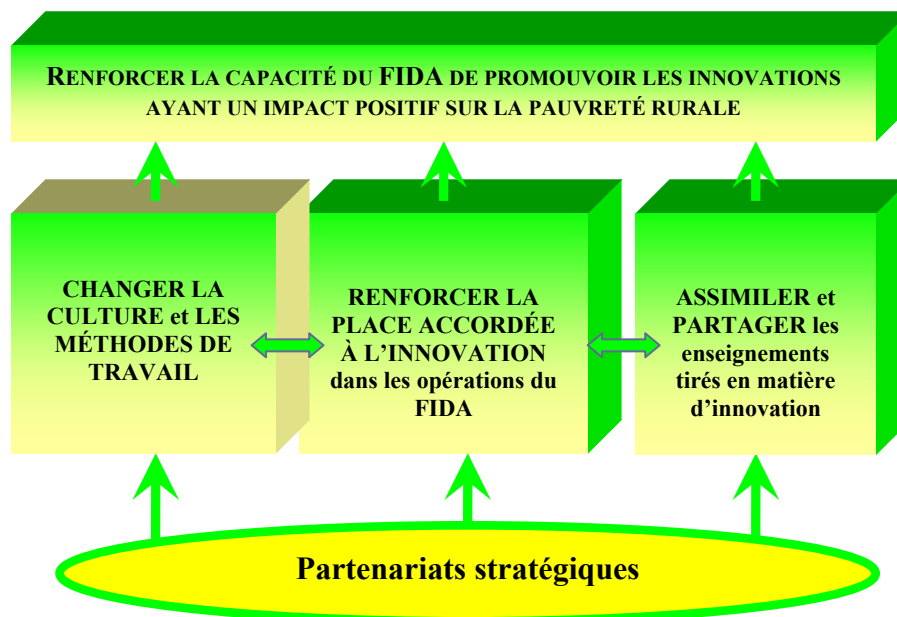 RENFORCER LA CAPACITÉ DU FIDA DE PROMOUVOIR LES INNOVATIONS
AYANT UN IMPACT POSITIF SUR LA PAUVRETÉ RURALE
CHANGER LA
CULTURE et LES
MÉTHODES DE
TRAVAIL
RENFORCER LA
PLACE ACCORDÉE
À L’INNOVATION
dans les opérations du
FIDA
ASSIMILER et
PARTAGER les
enseignements
tirés en matière
d’innovation
Partenariats stratégiques